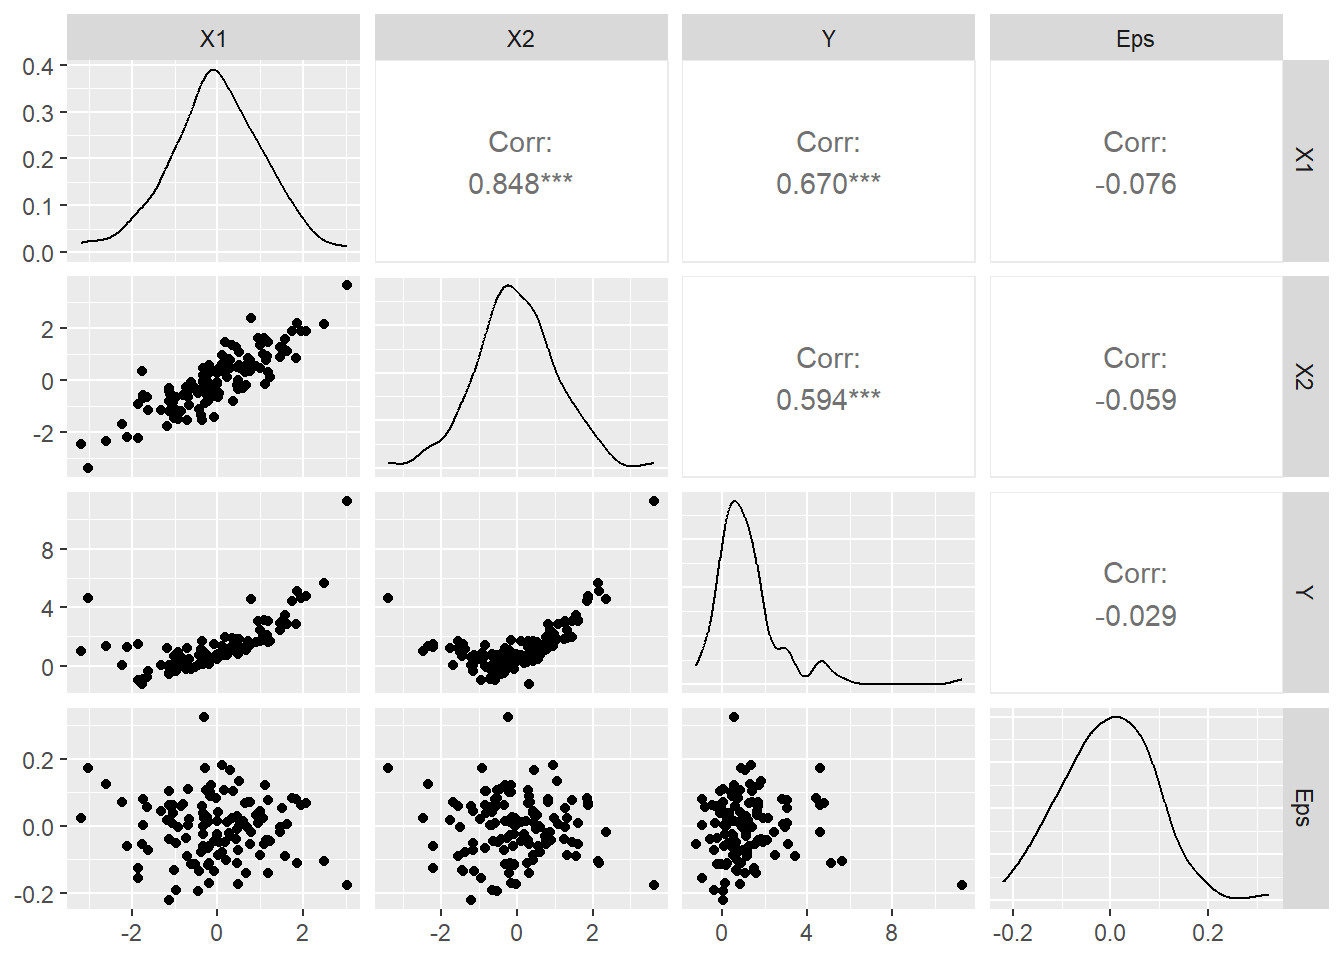 X1 X2 Y Eps
0.4
0.3
0.2
0.1
0.0
Corr:
0.848***
Corr:
0.670***
Corr:
-0.076
X1
2
0
-2
Corr:
0.594***
Corr:
-0.059
X2
8
4
0
Corr:
-0.029
Y
0.2
0.0
-0.2
Eps
-2 0 2 -2 0 2 0 4 8 -0.2 0.0 0.2